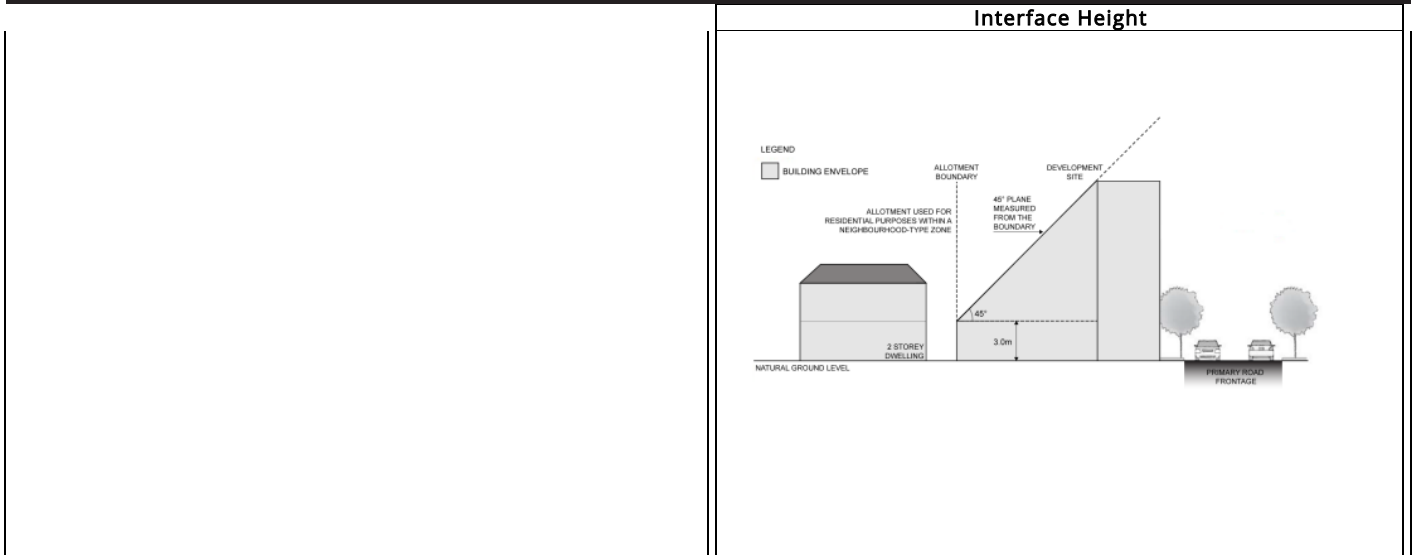 Interface Height
LEGEND
BUILDING ENVELOPE
ALLOTMENT
BOUNDARY
DEVELOPMENT
SITE
45° PLANE
MEASURED
FROM THE
BOUNDARY
ALLOTMENT USED FOR
RESIDENTIAL PURPOSES WITHIN A
NEIGHBOURHOOD-TYPE ZONE
45°
3.0m
2 STOREY
DWELLING
NATURAL GROUND LEVEL
PRIMARY ROAD
FRONTAGE